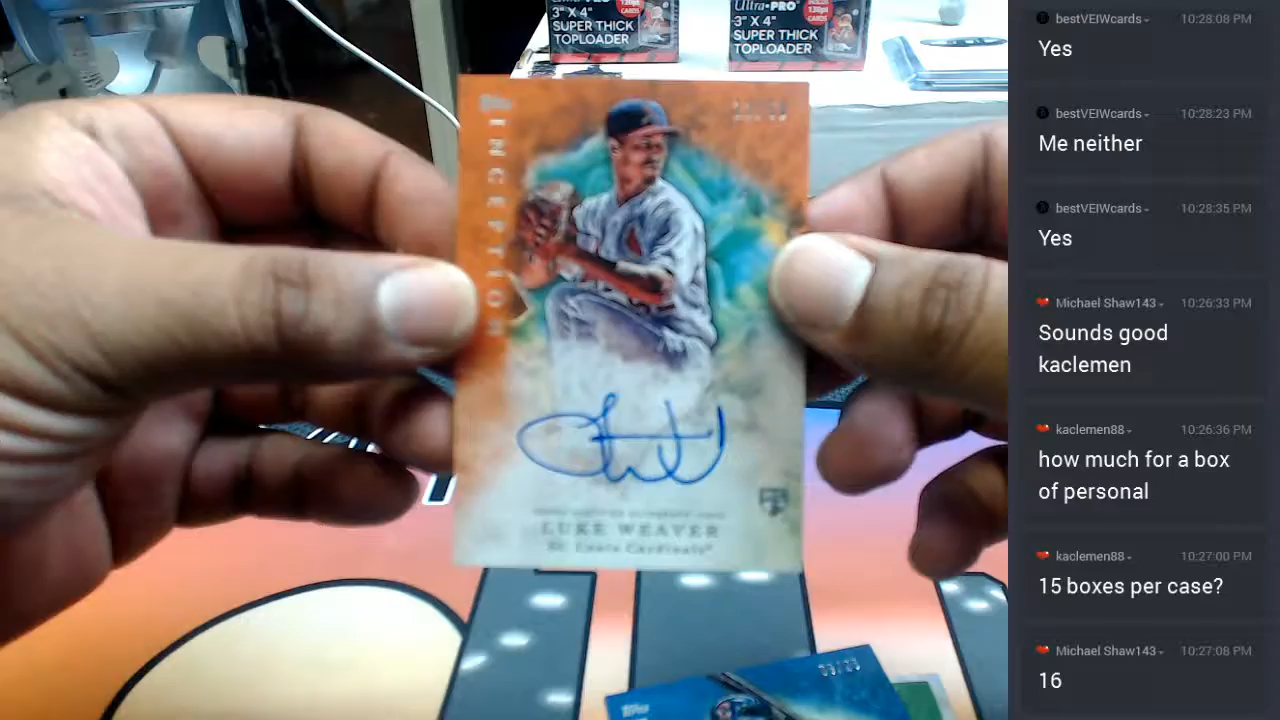 3" X 4"
SUPER THICK
TOPLOADER
Ultra•PRO
3" X 4"
SUPER THICK
TOPLOADER
INCEPTION
LUKE WEAVER
St. Louis Cardinals
bestVEIWcards 10:28:08 PM
Yes
bestVEIWcards 10:28:23 PM
Me neither
bestVEIWcards 10:28:35 PM
Yes
Michael Shaw143 10:26:33 PM
Sounds good
kaclemen
kaclemen88 10:26:36 PM
how much for a box
of personal
kaclemen88 10:27:00 PM
15 boxes per case?
Michael Shaw143 10:27:08 PM
16